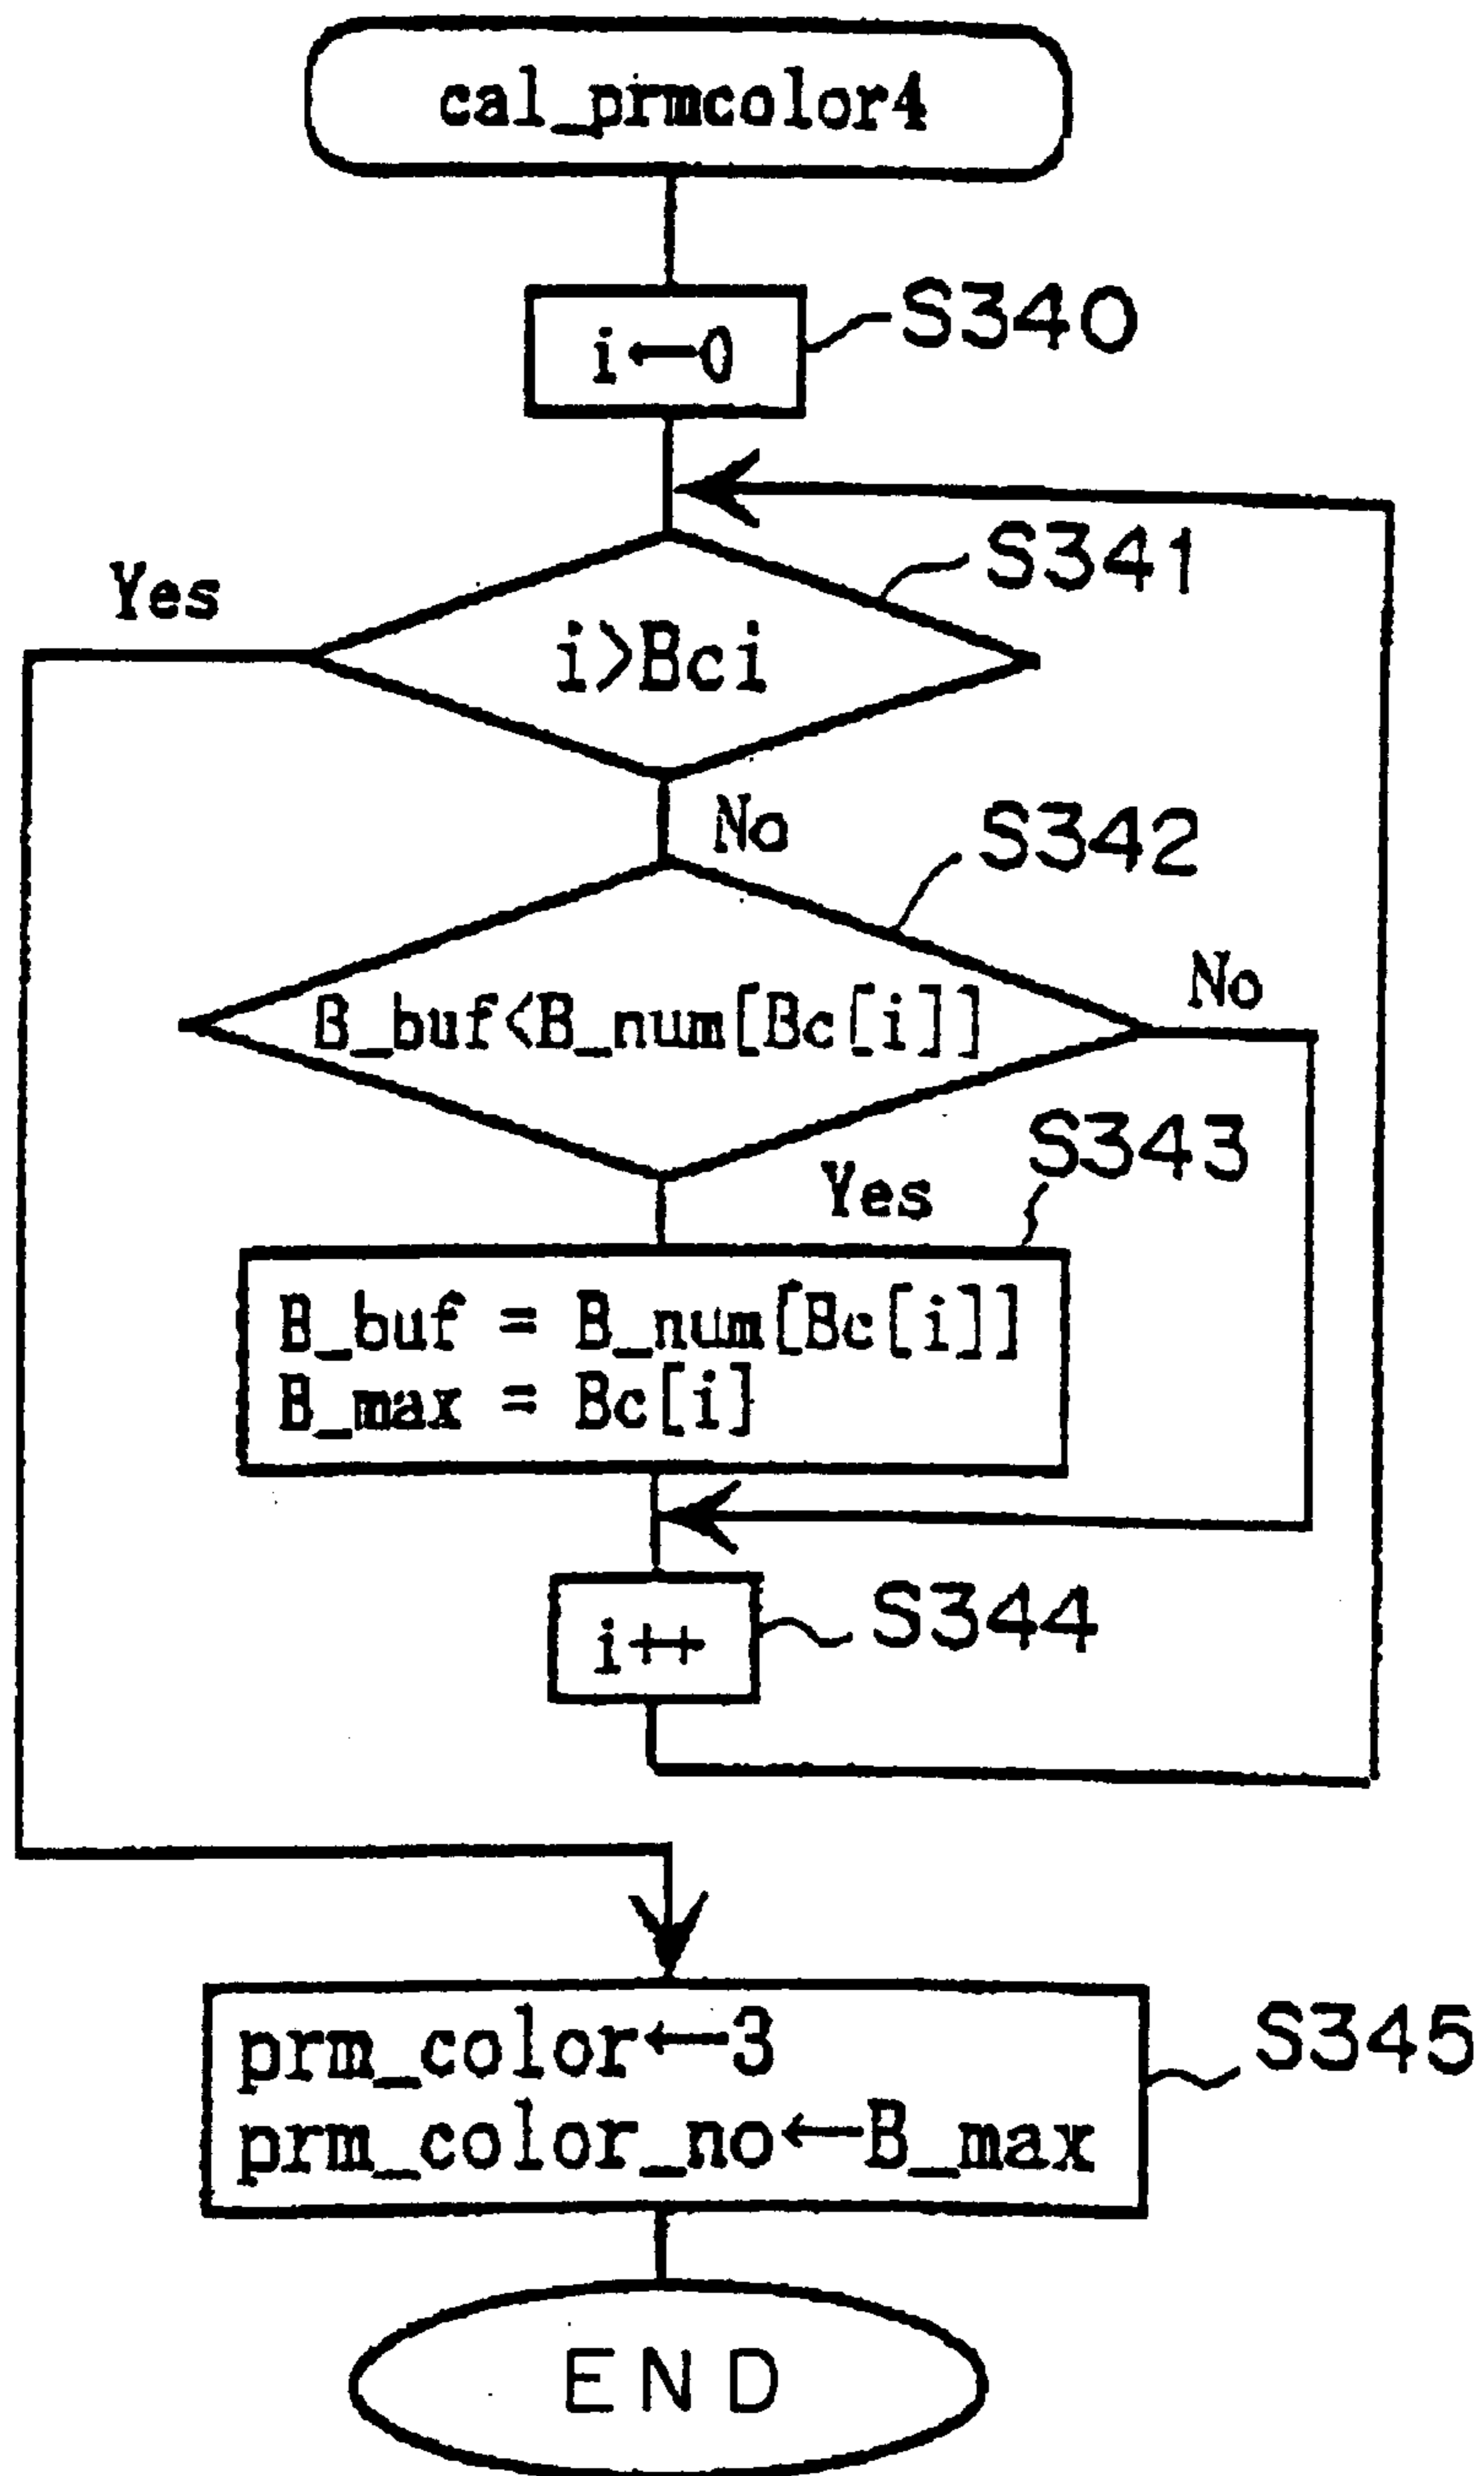 cal_prmcolor4
i←0
S340
S341
Yes
i>Bci
No
S342
B_buf<B_num[Bc[i]]
No
S343
Yes
B_buf = B_num[Bc[i]]
B_max = Bc[i]
i++
S344
prm_color←3
prm_color_no←B_max
S345
END